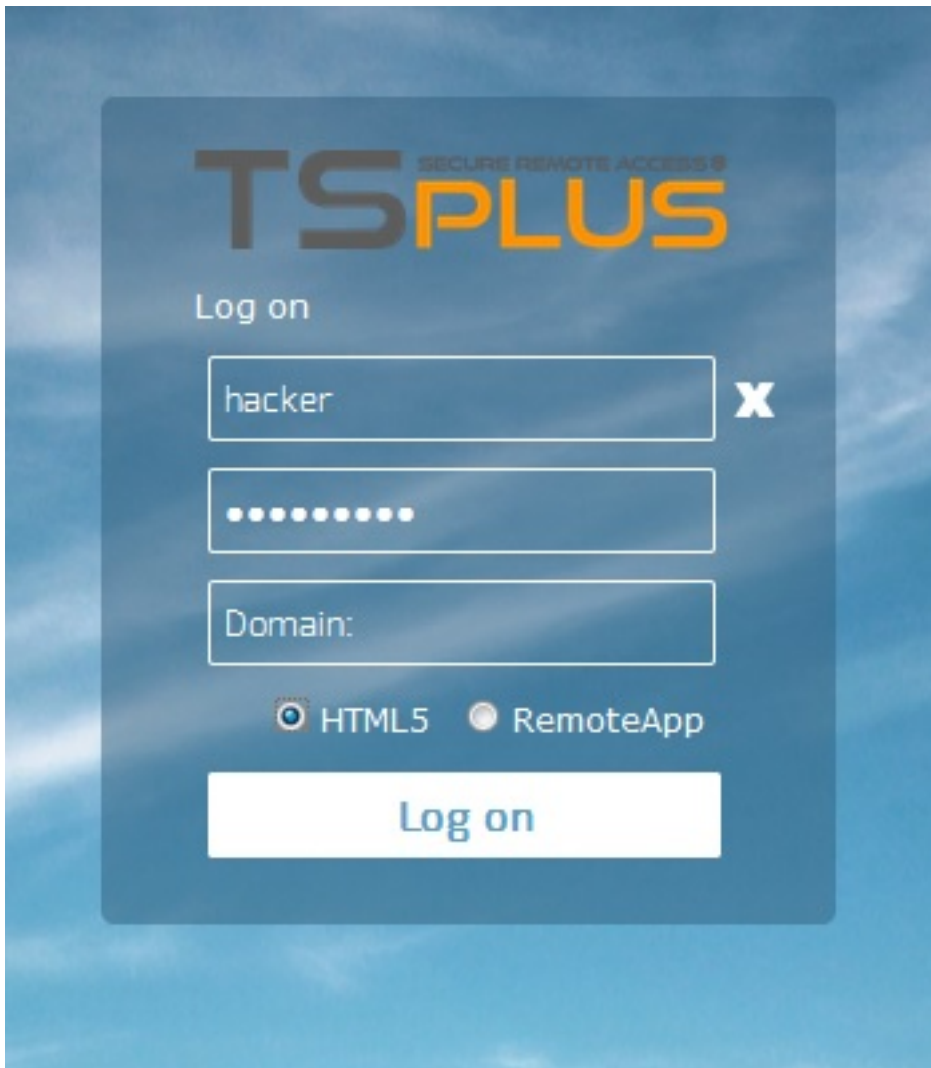 TSPLUS SECURE REMOTE ACCESS®
Log on
hacker
X
•••••••••
Domain:
HTML5 RemoteApp
Log on